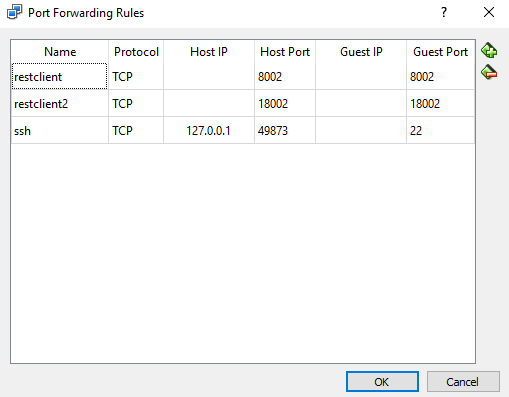 Port Forwarding Rules
Name Protocol Host IP Host Port Guest IP Guest Port
restclient TCP 8002 8002
restclient2 TCP 18002 18002
ssh TCP 127.0.0.1 49873 22
OK Cancel